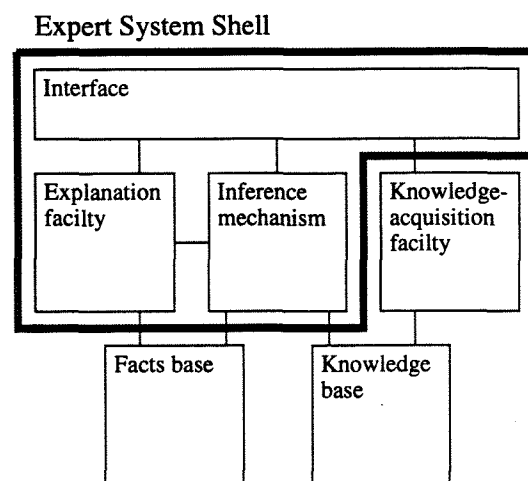 Expert System Shell
Interface
Explanation
facilty
Inference
mechanism
Knowledge-
acquisition
facilty
Facts base
Knowledge
base